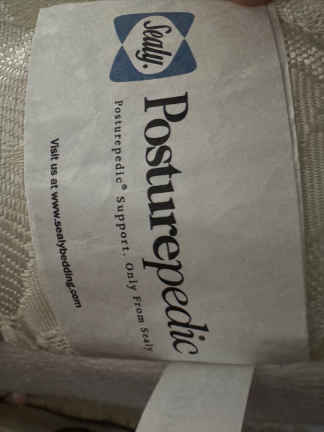 Sealy.
Posturepedic
Posturepedic® Support. Only From Sealy
Visit us at www.sealybedding.com